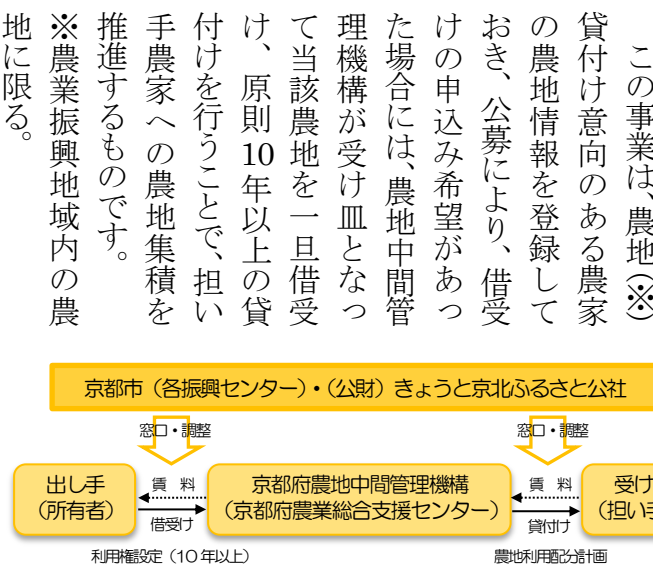 この事業は、農地(※)
貸付け意向のある農家
の農地情報を登録して
おき、公募により、借受
けの申込み希望があっ
た場合には、農地中間管
理機構が受け皿となっ
て当該農地を一旦借受
け、原則10年以上の貸
付けを行うことで、担い
手農家への農地集積を
推進するものです。
※農業振興地域内の農
地に限る。
京都市(各振興センター)・(公財)きょうと京北ふるさと公社
窓口・調整
窓口・調整
出し手
(所有者)
賃 料
借受け
京都府農地中間管理機構
(京都府農業総合支援センター)
賃 料
貸付け
受け
(担い手
利用権設定(10年以上)
農地利用配分計画